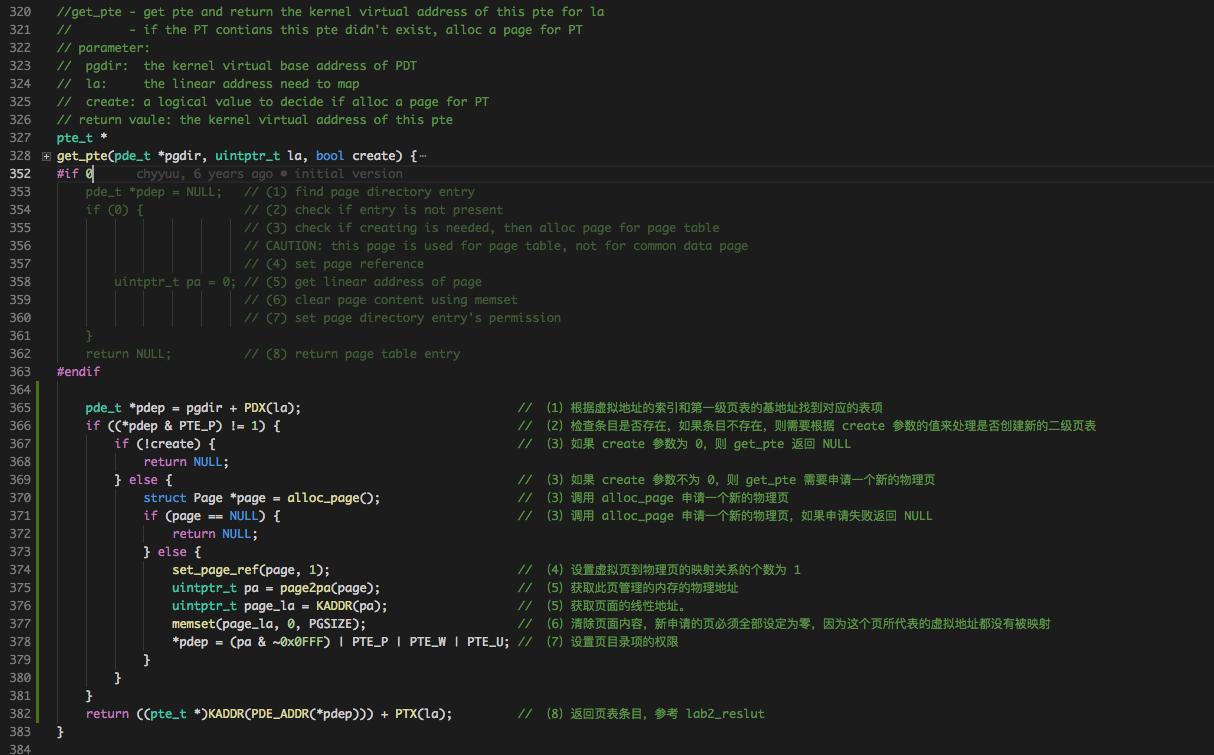 320 //get_pte - get pte and return the kernel virtual address of this pte for la
321 //        - if the PT contians this pte didn't exist, alloc a page for PT
322 // parameter:
323 //  pgdir:  the kernel virtual base address of PDT
324 //  la:     the linear address need to map
325 //  create: a logical value to decide if alloc a page for PT
326 // return vaule: the kernel virtual address of this pte
327 pte_t *
328 get_pte(pde_t *pgdir, uintptr_t la, bool create) {…
352 #if 0     chyyuu, 6 years ago • initial version
353     pde_t *pdep = NULL;   // (1) find page directory entry
354     if (0) {              // (2) check if entry is not present
355                           // (3) check if creating is needed, then alloc page for page table
356                           // CAUTION: this page is used for page table, not for common data page
357                           // (4) set page reference
358         uintptr_t pa = 0; // (5) get linear address of page
359                           // (6) clear page content using memset
360                           // (7) set page directory entry's permission
361     }
362     return NULL;          // (8) return page table entry
363 #endif
364
365     pde_t *pdep = pgdir + PDX(la);                              //  (1) 根据虚拟地址的索引和第一级页表的基地址找到对应的表项
366     if ((*pdep & PTE_P) != 1) {                                 //  (2) 检查条目是否存在，如果条目不存在，则需要根据 create 参数的值来处理是否创建新的二级页表
367         if (!create) {                                          //  (3) 如果 create 参数为 0，则 get_pte 返回 NULL
368             return NULL;
369         } else {                                                //  (3) 如果 create 参数不为 0，则 get_pte 需要申请一个新的物理页
370             struct Page *page = alloc_page();                   //  (3) 调用 alloc_page 申请一个新的物理页
371             if (page == NULL) {                                 //  (3) 调用 alloc_page 申请一个新的物理页，如果申请失败返回 NULL
372                 return NULL;
373             } else {
374                 set_page_ref(page, 1);                          //  (4) 设置虚拟页到物理页的映射关系的个数为 1
375                 uintptr_t pa = page2pa(page);                   //  (5) 获取此页管理的内存的物理地址
376                 uintptr_t page_la = KADDR(pa);                  //  (5) 获取页面的线性地址。
377                 memset(page_la, 0, PGSIZE);                     //  (6) 清除页面内容，新申请的页必须全部设定为零，因为这个页所代表的虚拟地址都没有被映射
378                 *pdep = (pa & ~0x0FFF) | PTE_P | PTE_W | PTE_U; //  (7) 设置页目录项的权限
379             }
380         }
381     }
382     return ((pte_t *)KADDR(PDE_ADDR(*pdep))) + PTX(la);         //  (8) 返回页表条目，参考 lab2_reslut
383 }
384